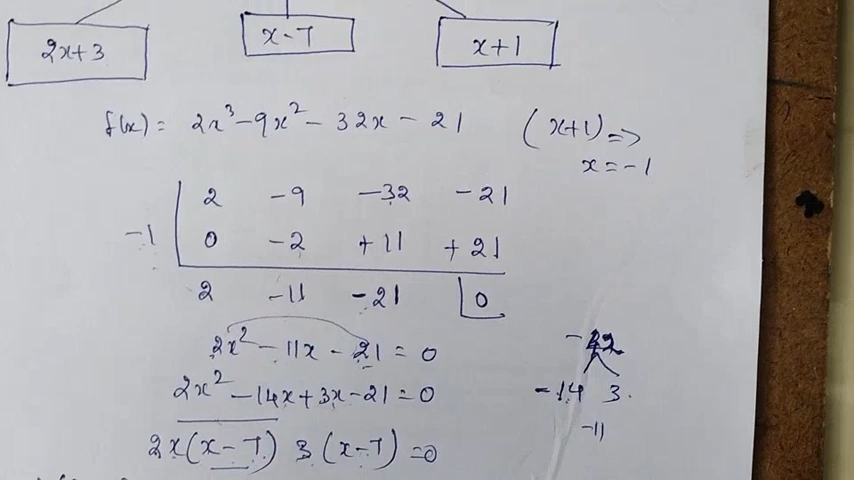 2x+3 x-7 x+1
f(x) = 2x³-9x²-32x-21 (x+1)=>
x=-1
2 -9 -32 -21
-1 0 -2 +11 +21
2 -11 -21 0
2x²-11x-21=0
2x²-14x+3x-21=0 -14 3
-11
2x(x-7) 3(x-7)=0